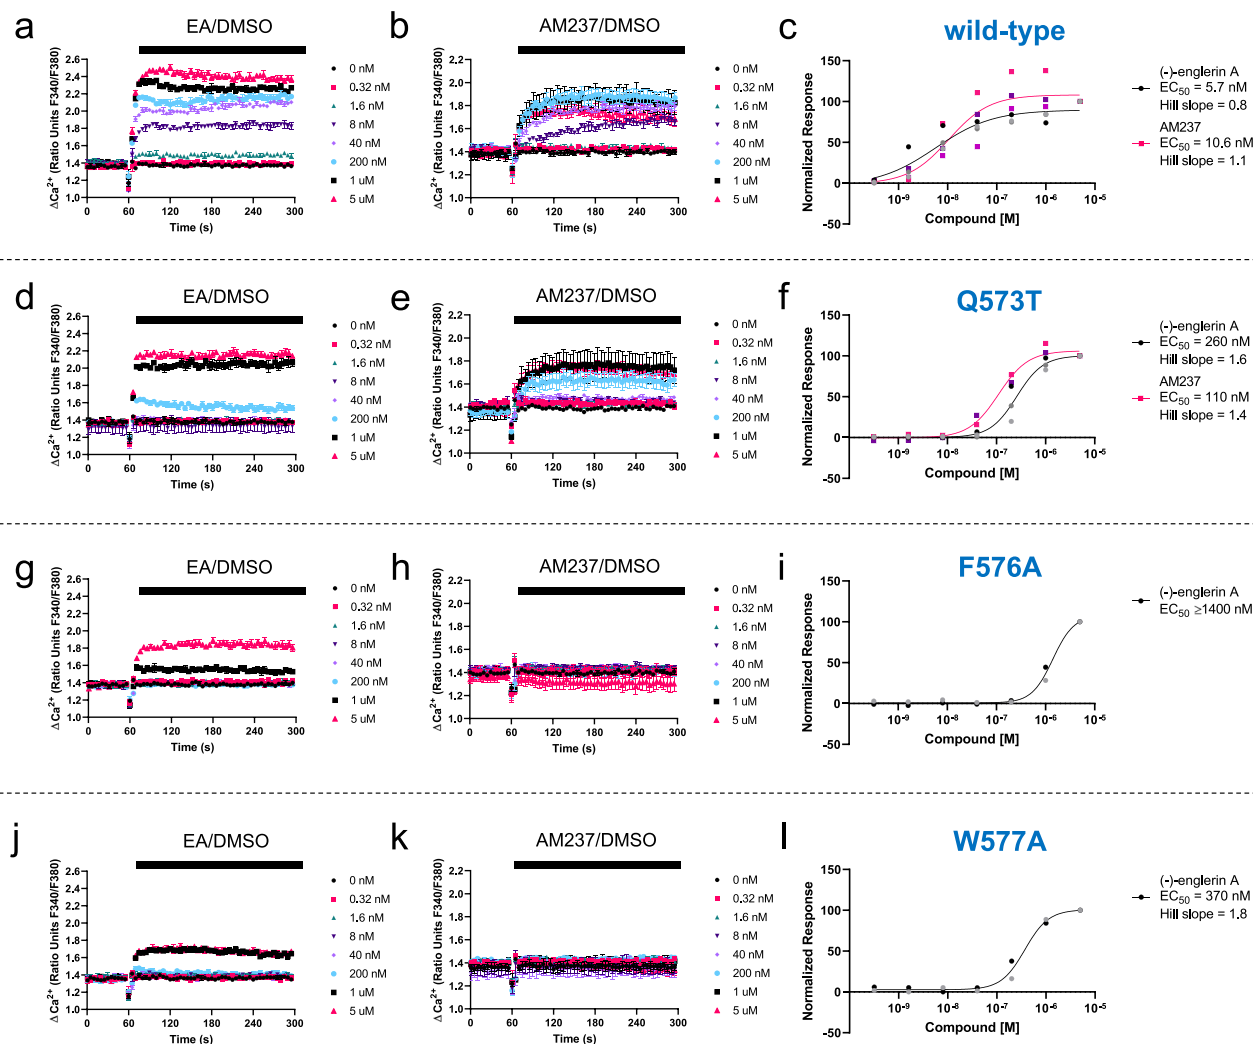 a
EA/DMSO
ΔCa²⁺ (Ratio Units F340/F380)
2.6
2.4
2.2
2.0
1.8
1.6
1.4
1.2
1.0
0 60 120 180 240 300
Time (s)
0 nM
0.32 nM
1.6 nM
8 nM
40 nM
200 nM
1 uM
5 uM
b
AM237/DMSO
ΔCa²⁺ (Ratio Units F340/F380)
2.2
2.0
1.8
1.6
1.4
1.2
1.0
0 60 120 180 240 300
Time (s)
0 nM
0.32 nM
1.6 nM
8 nM
40 nM
200 nM
1 uM
5 uM
c
wild-type
Normalized Response
150
100
50
0
-50
10⁻⁹ 10⁻⁸ 10⁻⁷ 10⁻⁶ 10⁻⁵
Compound [M]
(-)-englerin A
EC₅₀ = 5.7 nM
Hill slope = 0.8
AM237
EC₅₀ = 10.6 nM
Hill slope = 1.1
d
EA/DMSO
ΔCa²⁺ (Ratio Units F340/F380)
2.6
2.4
2.2
2.0
1.8
1.6
1.4
1.2
1.0
0 60 120 180 240 300
Time (s)
0 nM
0.32 nM
1.6 nM
8 nM
40 nM
200 nM
1 uM
5 uM
e
AM237/DMSO
ΔCa²⁺ (Ratio Units F340/F380)
2.2
2.0
1.8
1.6
1.4
1.2
1.0
0 60 120 180 240 300
Time (s)
0 nM
0.32 nM
1.6 nM
8 nM
40 nM
200 nM
1 uM
5 uM
f
Q573T
Normalized Response
150
100
50
0
-50
10⁻⁹ 10⁻⁸ 10⁻⁷ 10⁻⁶ 10⁻⁵
Compound [M]
(-)-englerin A
EC₅₀ = 260 nM
Hill slope = 1.6
AM237
EC₅₀ = 110 nM
Hill slope = 1.4
g
EA/DMSO
ΔCa²⁺ (Ratio Units F340/F380)
2.6
2.4
2.2
2.0
1.8
1.6
1.4
1.2
1.0
0 60 120 180 240 300
Time (s)
0 nM
0.32 nM
1.6 nM
8 nM
40 nM
200 nM
1 uM
5 uM
h
AM237/DMSO
ΔCa²⁺ (Ratio Units F340/F380)
2.2
2.0
1.8
1.6
1.4
1.2
1.0
0 60 120 180 240 300
Time (s)
0 nM
0.32 nM
1.6 nM
8 nM
40 nM
200 nM
1 uM
5 uM
i
F576A
Normalized Response
150
100
50
0
-50
10⁻⁹ 10⁻⁸ 10⁻⁷ 10⁻⁶ 10⁻⁵
Compound [M]
(-)-englerin A
EC₅₀ ≥1400 nM
j
EA/DMSO
ΔCa²⁺ (Ratio Units F340/F380)
2.6
2.4
2.2
2.0
1.8
1.6
1.4
1.2
1.0
0 60 120 180 240 300
Time (s)
0 nM
0.32 nM
1.6 nM
8 nM
40 nM
200 nM
1 uM
5 uM
k
AM237/DMSO
ΔCa²⁺ (Ratio Units F340/F380)
2.2
2.0
1.8
1.6
1.4
1.2
1.0
0 60 120 180 240 300
Time (s)
0 nM
0.32 nM
1.6 nM
8 nM
40 nM
200 nM
1 uM
5 uM
l
W577A
Normalized Response
150
100
50
0
-50
10⁻⁹ 10⁻⁸ 10⁻⁷ 10⁻⁶ 10⁻⁵
Compound [M]
(-)-englerin A
EC₅₀ = 370 nM
Hill slope = 1.8